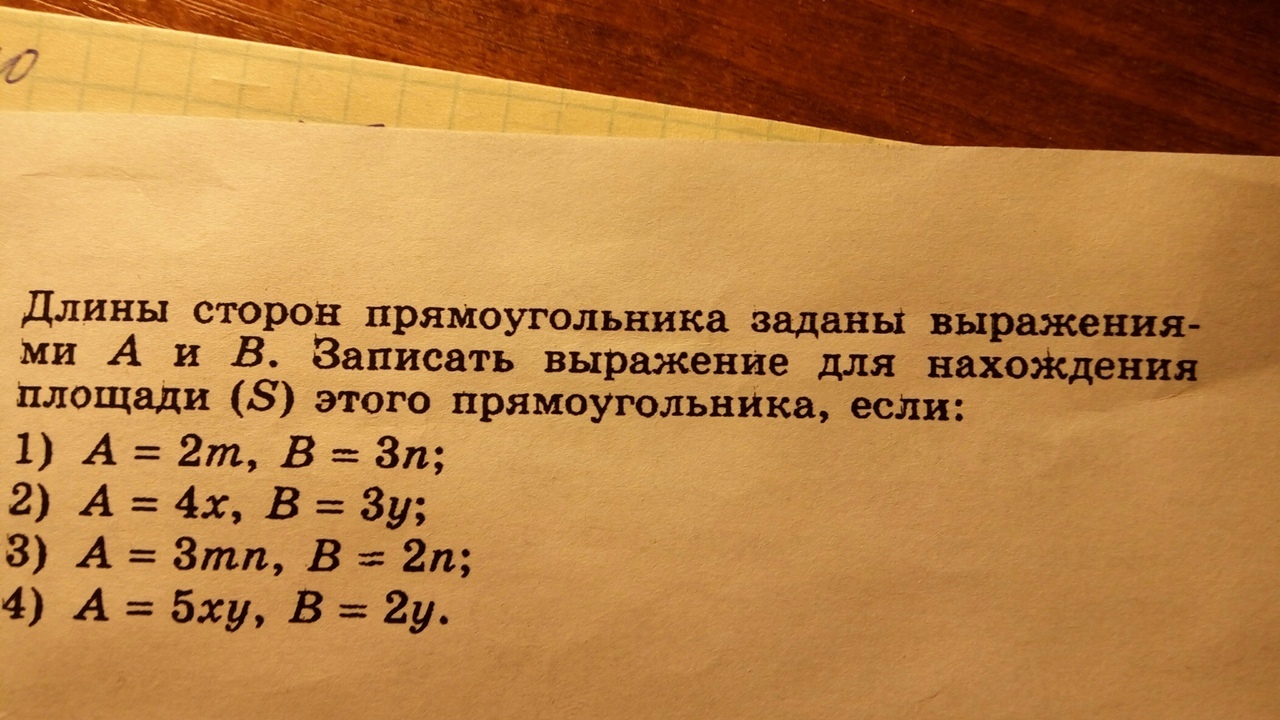 ю
Длины сторон прямоугольника заданы выражения-
ми A и B. Записать выражение для нахождения
площади (S) этого прямоугольника, если:
1) A = 2m, B = 3n;
2) A = 4x, B = 3y;
3) A = 3mn, B = 2n;
4) A = 5xy, B = 2y.